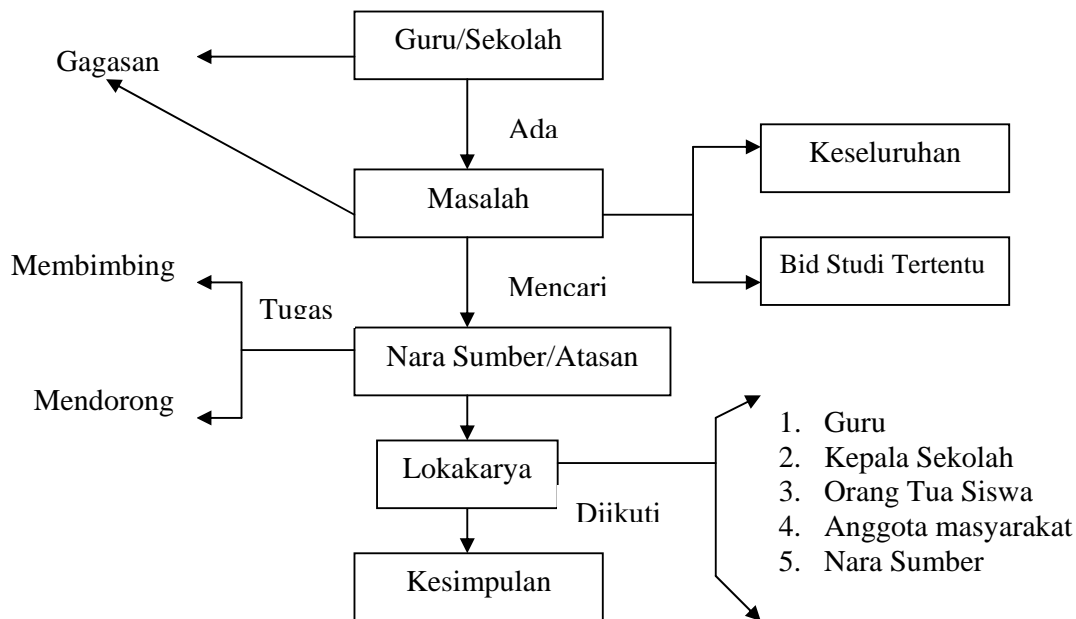 Guru/Sekolah
Gagasan
Ada
Keseluruhan
Masalah
Bid Studi Tertentu
Membimbing
Mencari
Tugas
Nara Sumber/Atasan
Mendorong
1. Guru
2. Kepala Sekolah
3. Orang Tua Siswa
4. Anggota masyarakat
5. Nara Sumber
Lokakarya
Diikuti
Kesimpulan